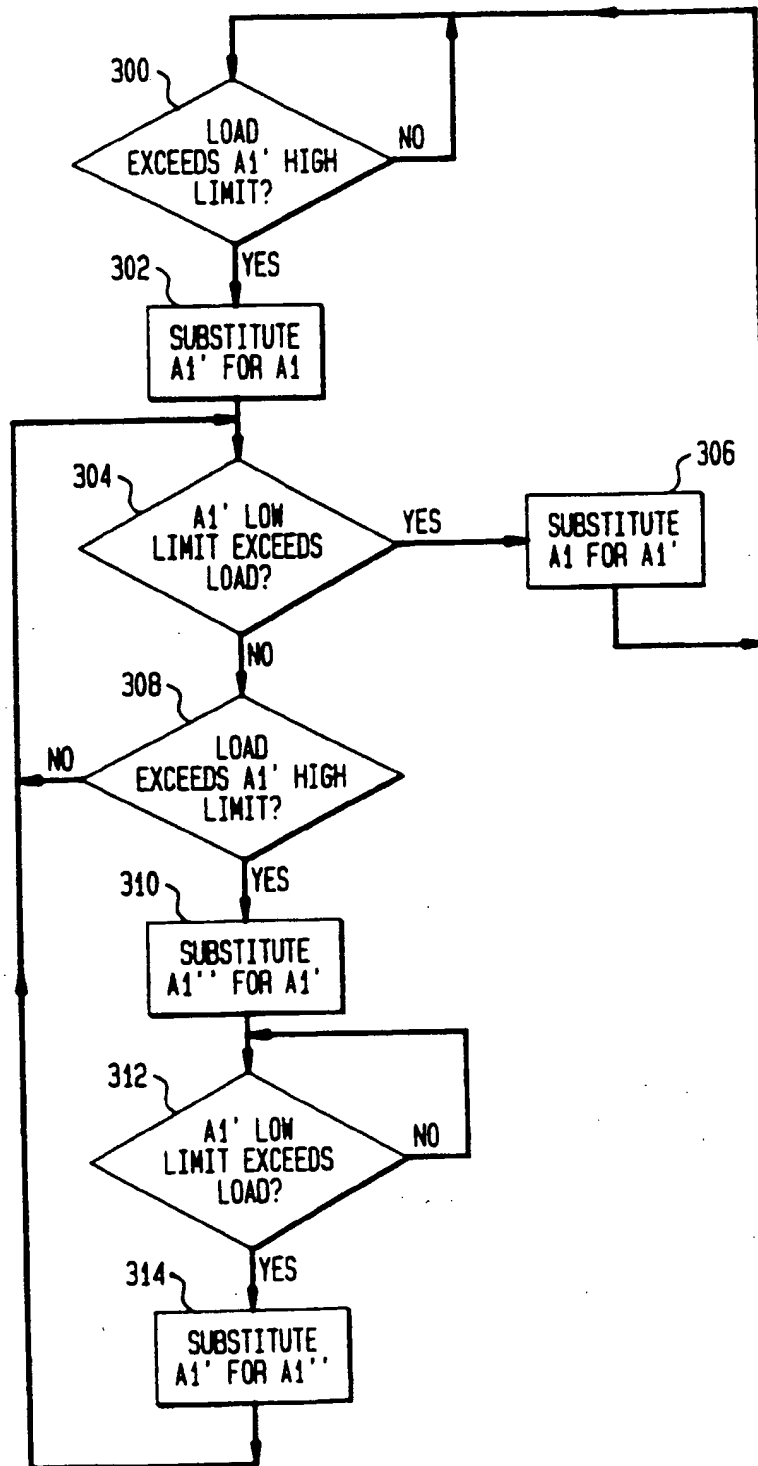 300
LOAD
EXCEEDS A1' HIGH
LIMIT?
NO
YES
302
SUBSTITUTE
A1' FOR A1
304
A1' LOW
LIMIT EXCEEDS
LOAD?
YES
306
SUBSTITUTE
A1 FOR A1'
NO
308
LOAD
EXCEEDS A1' HIGH
LIMIT?
NO
YES
310
SUBSTITUTE
A1'' FOR A1'
312
A1' LOW
LIMIT EXCEEDS
LOAD?
NO
YES
314
SUBSTITUTE
A1' FOR A1''